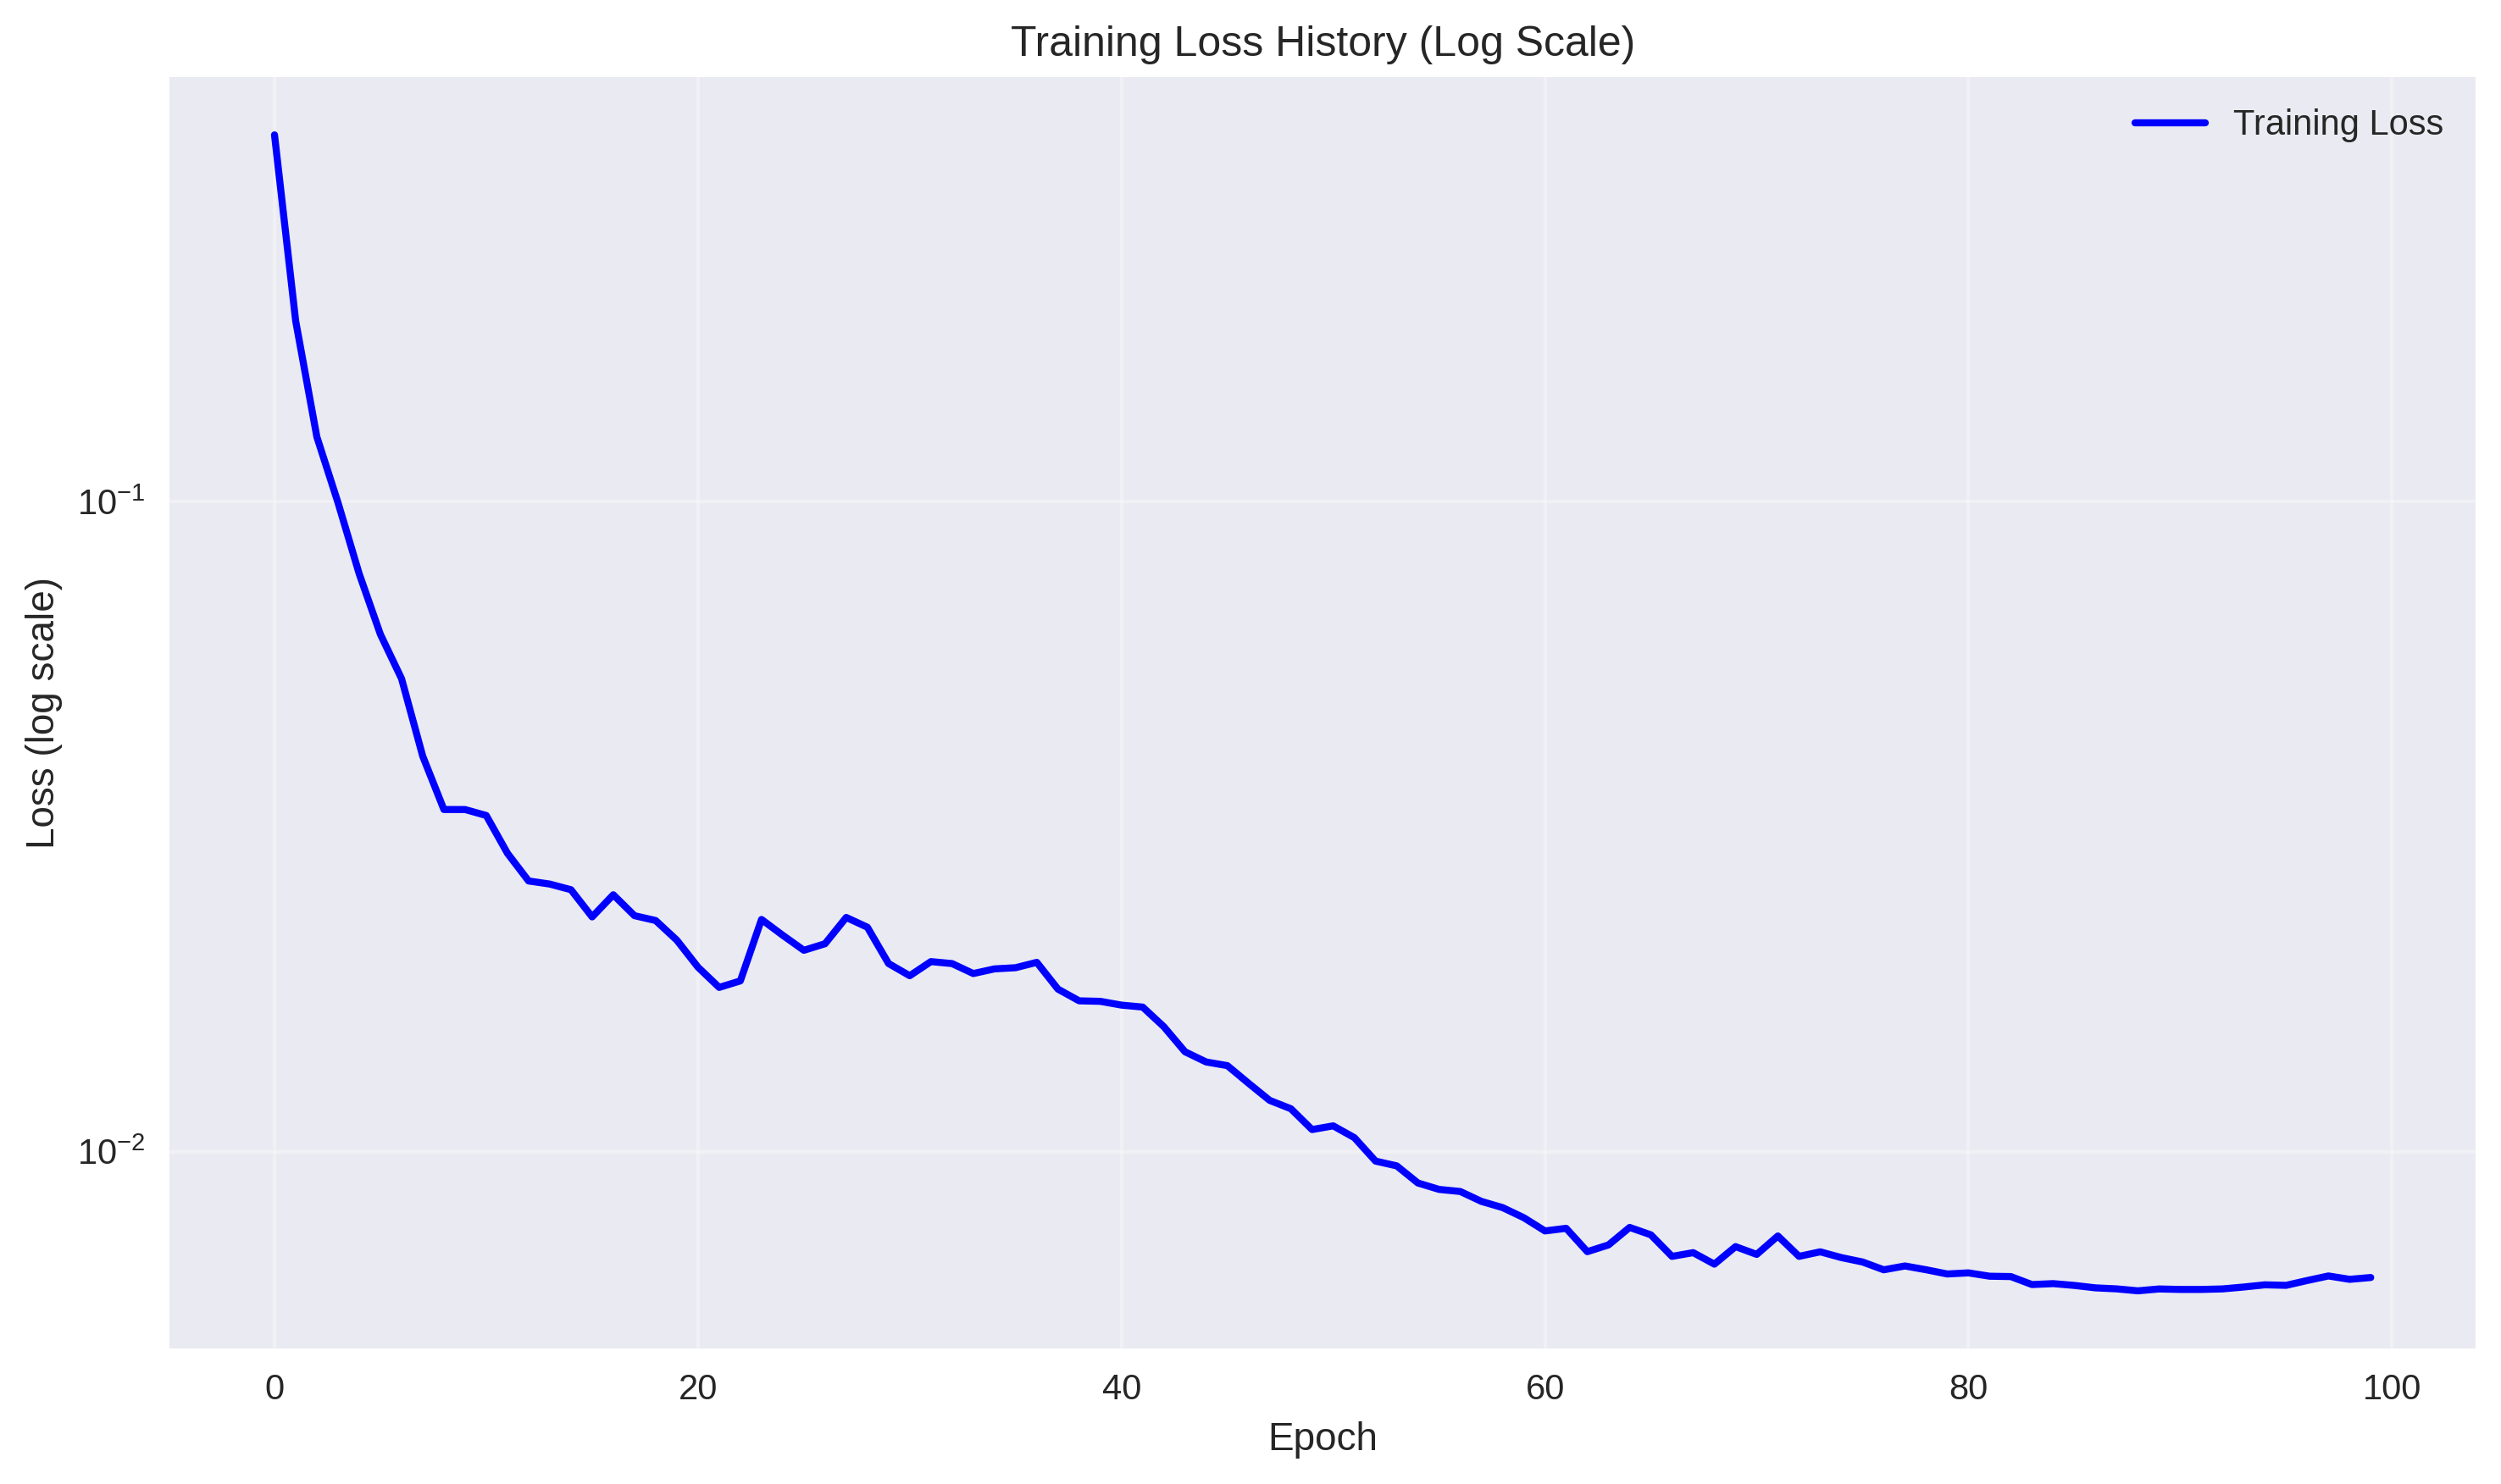 Training Loss History (Log Scale)
Training Loss
10⁻¹
Loss (log scale)
10⁻²
0 20 40 60 80 100
Epoch